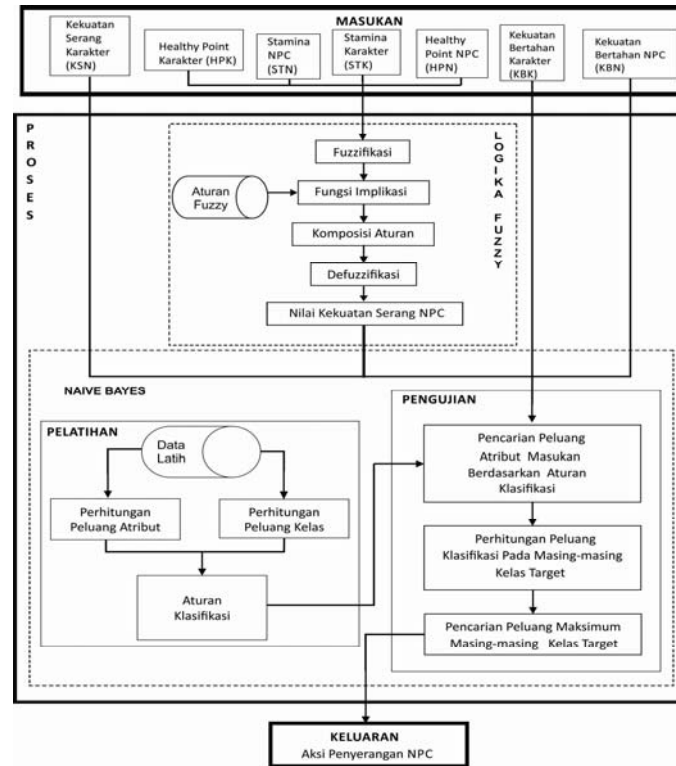 MASUKAN
Kekuatan
Serang
Karakter
(KSN)
Healthy Point
Karakter (HPK)
Stamina
NPC
(STN)
Stamina
Karakter
(STK)
Healthy
Point NPC
(HPN)
Kekuatan
Bertahan
Karakter
(KBK)
Kekuatan
Bertahan NPC
(KBN)
PROSES
LOGIKA FUZZY
Fuzzifikasi
Aturan
Fuzzy
Fungsi Implikasi
Komposisi Aturan
Defuzzifikasi
Nilai Kekuatan Serang NPC
NAIVE BAYES
PELATIHAN
Data
Latih
Perhitungan
Peluang Atribut
Perhitungan
Peluang Kelas
Aturan
Klasifikasi
PENGUJIAN
Pencarian Peluang
Atribut Masukan
Berdasarkan Aturan
Klasifikasi
Perhitungan Peluang
Klasifikasi Pada Masing-masing
Kelas Target
Pencarian Peluang Maksimum
Masing-masing Kelas Target
KELUARAN
Aksi Penyerangan NPC